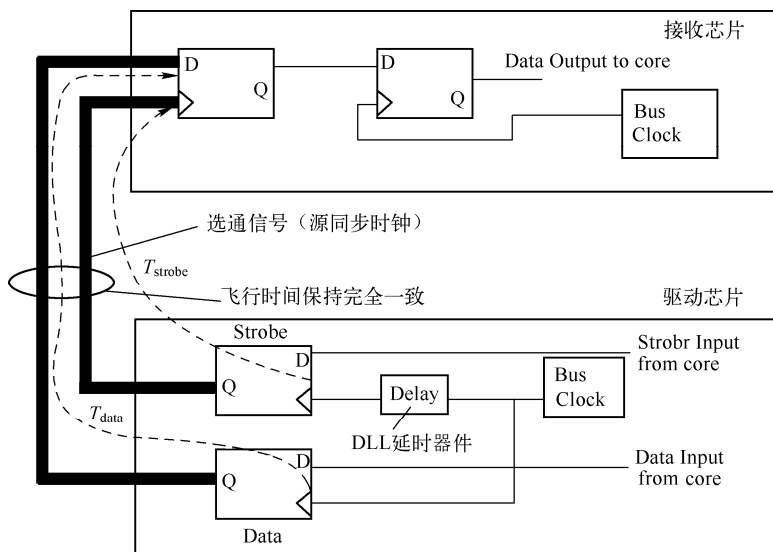 接收芯片
D
Q
D
Q
Data Output to core
Bus
Clock
选通信号（源同步时钟）
Tstrobe
飞行时间保持完全一致
驱动芯片
Strobe
D
Q
Strobr Input
from core
Delay
Bus
Clock
DLL延时器件
Tdata
D
Q
Data Input
from core
Data